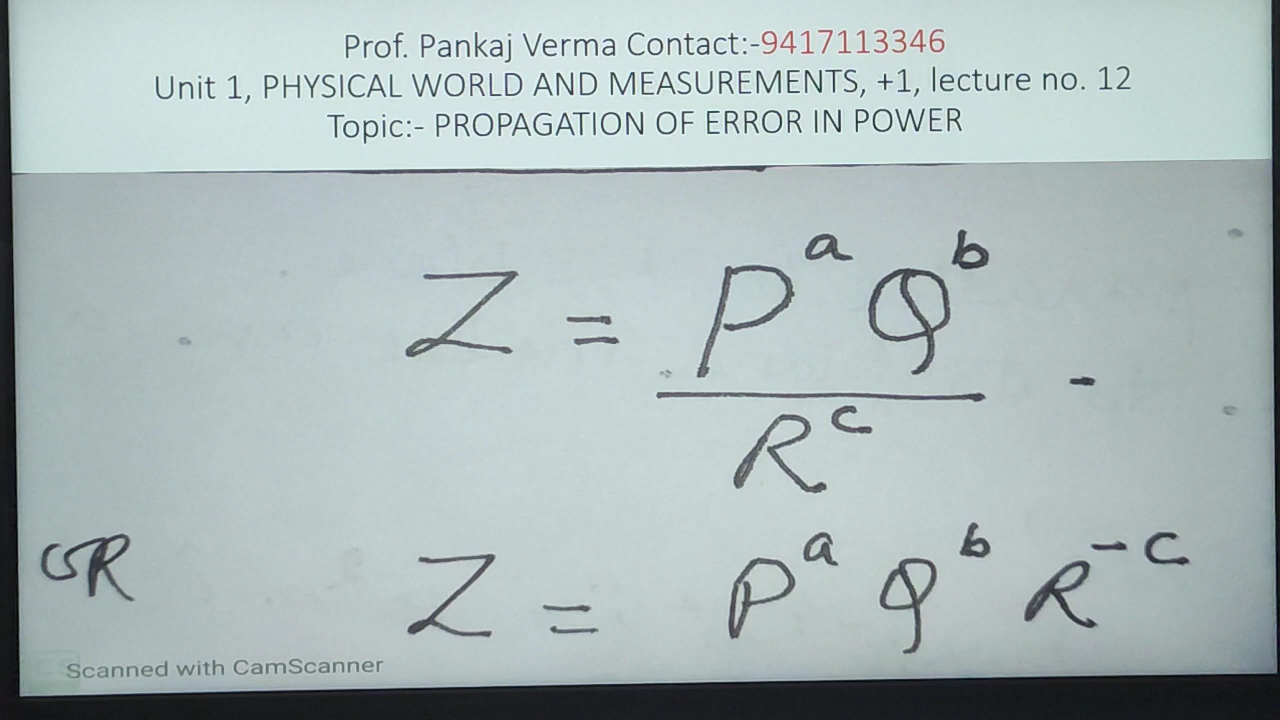 Prof. Pankaj Verma Contact:-9417113346
Unit 1, PHYSICAL WORLD AND MEASUREMENTS, +1, lecture no. 12
Topic:- PROPAGATION OF ERROR IN POWER
Z = P^a Q^b / R^c -
OR Z = P^a Q^b R^-c
Scanned with CamScanner